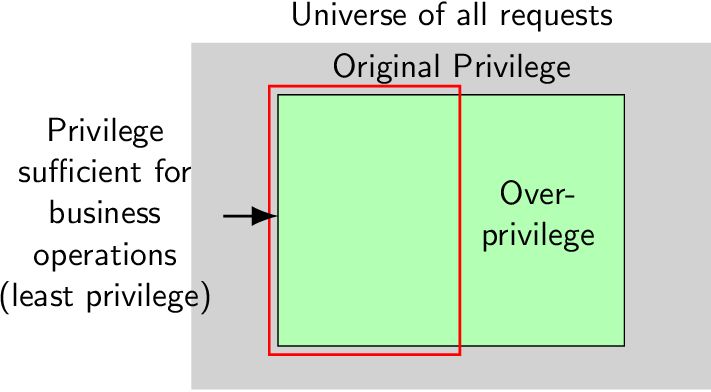 Universe of all requests
Original Privilege
Privilege
sufficient for
business
operations
(least privilege)
Over-
privilege